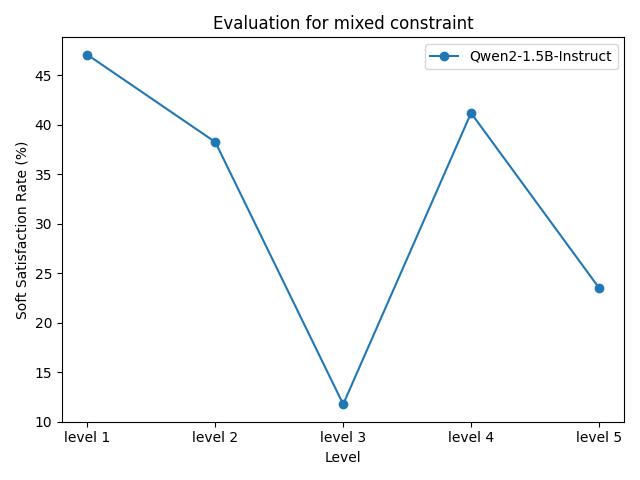 Evaluation for mixed constraint
Qwen2-1.5B-Instruct
Soft Satisfaction Rate (%)
45
40
35
30
25
20
15
10
level 1
level 2
level 3
level 4
level 5
Level